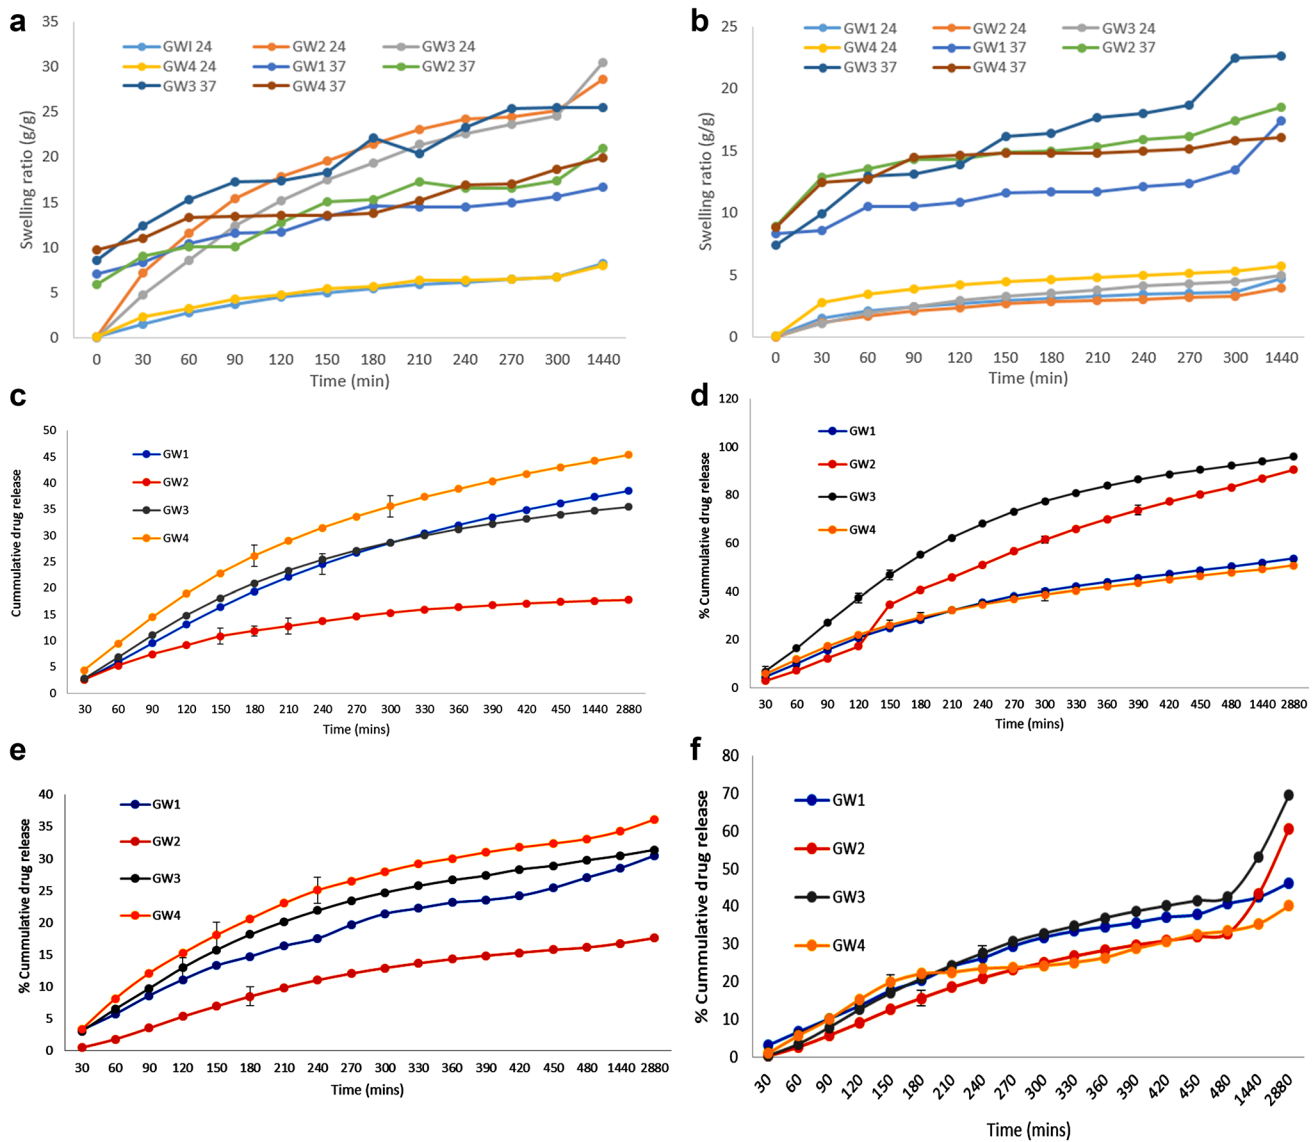 a
35
30
25
20
15
10
5
0
Swelling ratio (g/g)
GWI 24 GW2 24 GW3 24
GW4 24 GW1 37 GW2 37
GW3 37 GW4 37
0 30 60 90 120 150 180 210 240 270 300 1440
Time (min)
b
25
20
15
10
5
0
Swelling ratio (g/g)
GW1 24 GW2 24 GW3 24
GW4 24 GW1 37 GW2 37
GW3 37 GW4 37
0 30 60 90 120 150 180 210 240 270 300 1440
Time (min)
c
50
45
40
35
30
25
20
15
10
5
0
Cummulative drug release
GW1
GW2
GW3
GW4
30 60 90 120 150 180 210 240 270 300 330 360 390 420 450 1440 2880
Time (mins)
d
120
100
80
60
40
20
0
% Cummulative drug release
GW1
GW2
GW3
GW4
30 60 90 120 150 180 210 240 270 300 330 360 390 420 450 480 1440 2880
Time (mins)
e
40
35
30
25
20
15
10
5
0
% Cummulative drug release
GW1
GW2
GW3
GW4
30 60 90 120 150 180 210 240 270 300 330 360 390 420 450 480 1440 2880
Time (mins)
f
80
70
60
50
40
30
20
10
0
% Cummulative drug release
GW1
GW2
GW3
GW4
30 60 90 120 150 180 210 240 270 300 330 360 390 420 450 480 1440 2880
Time (mins)